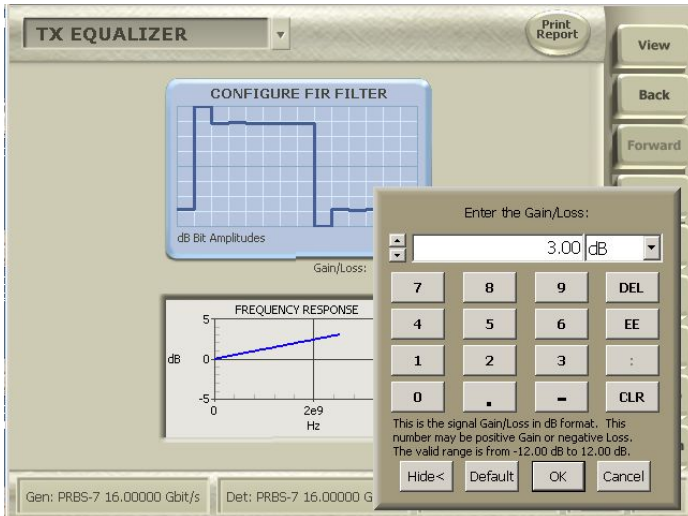 TX EQUALIZER
Print
Report
View
Back
Forward
CONFIGURE FIR FILTER
dB Bit Amplitudes
Gain/Loss:
FREQUENCY RESPONSE
5
dB
0
-5
0
2e9
Hz
Enter the Gain/Loss:
3.00 dB
7 8 9 DEL
4 5 6 EE
1 2 3 :
0 . - CLR
This is the signal Gain/Loss in dB format. This
number may be positive Gain or negative Loss.
The valid range is from -12.00 dB to 12.00 dB.
Hide< Default OK Cancel
Gen: PRBS-7 16.00000 Gbit/s
Det: PRBS-7 16.00000 G